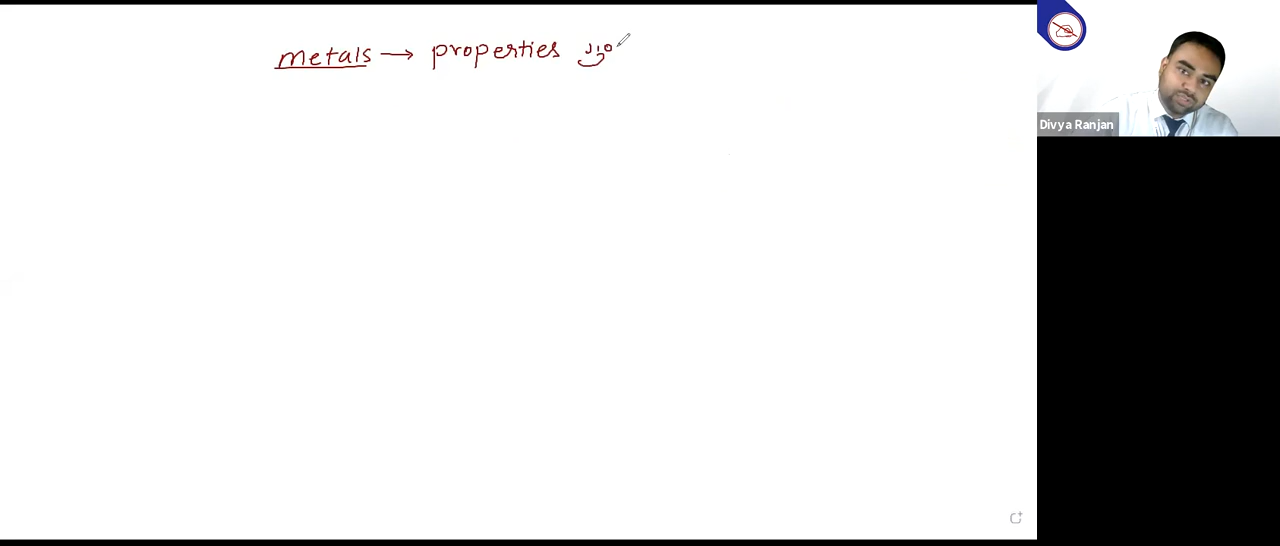 metals → properties
Divya Ranjan